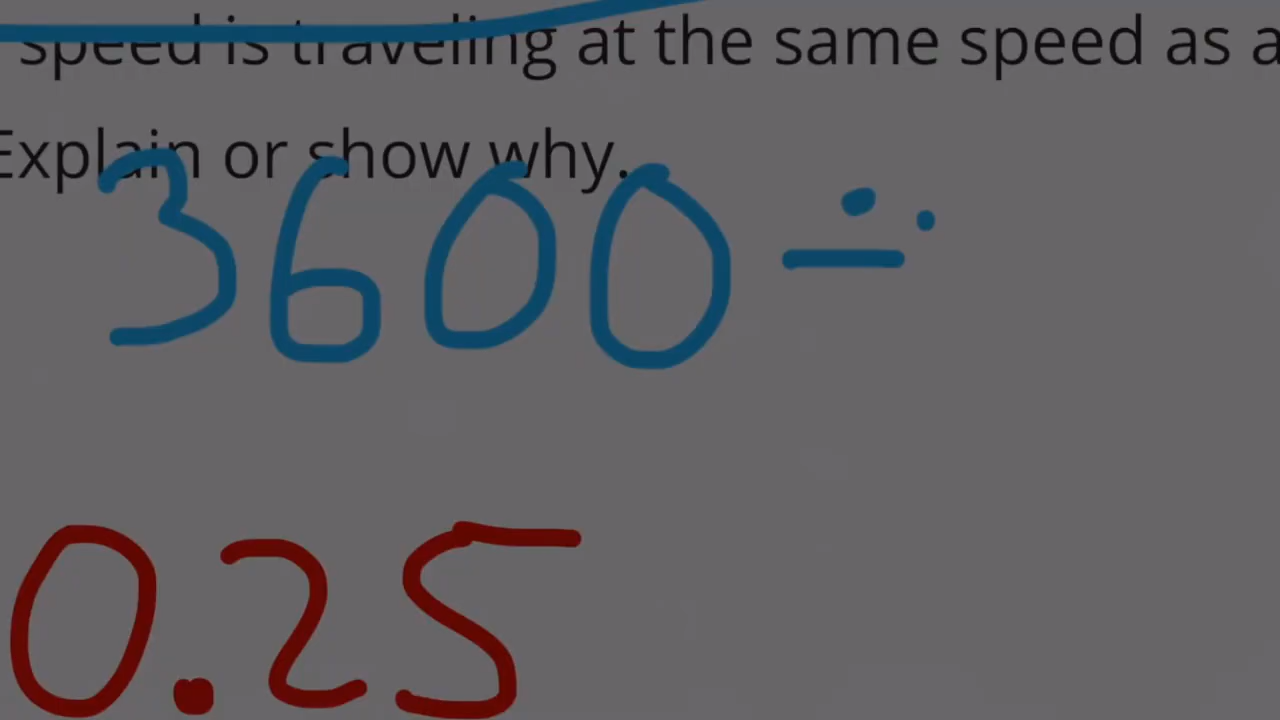 speed is traveling at the same speed as a
Explain or show why.
3600 ÷
0.25